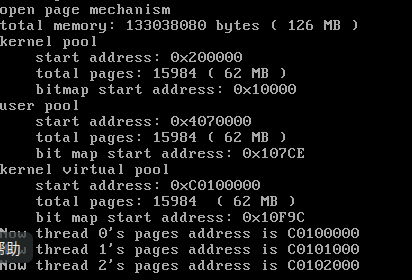 open page mechanism
total memory: 133038080 bytes ( 126 MB )
kernel pool
    start address: 0x200000
    total pages: 15984 ( 62 MB )
    bitmap start address: 0x10000
user pool
    start address: 0x4070000
    total pages: 15984 ( 62 MB )
    bit map start address: 0x107CE
kernel virtual pool
    start address: 0xC0100000
    total pages: 15984  ( 62 MB )
    bit map start address: 0x10F9C
Now thread 0's pages address is C0100000
帮助
thread 1's pages address is C0101000
Now thread 2's pages address is C0102000